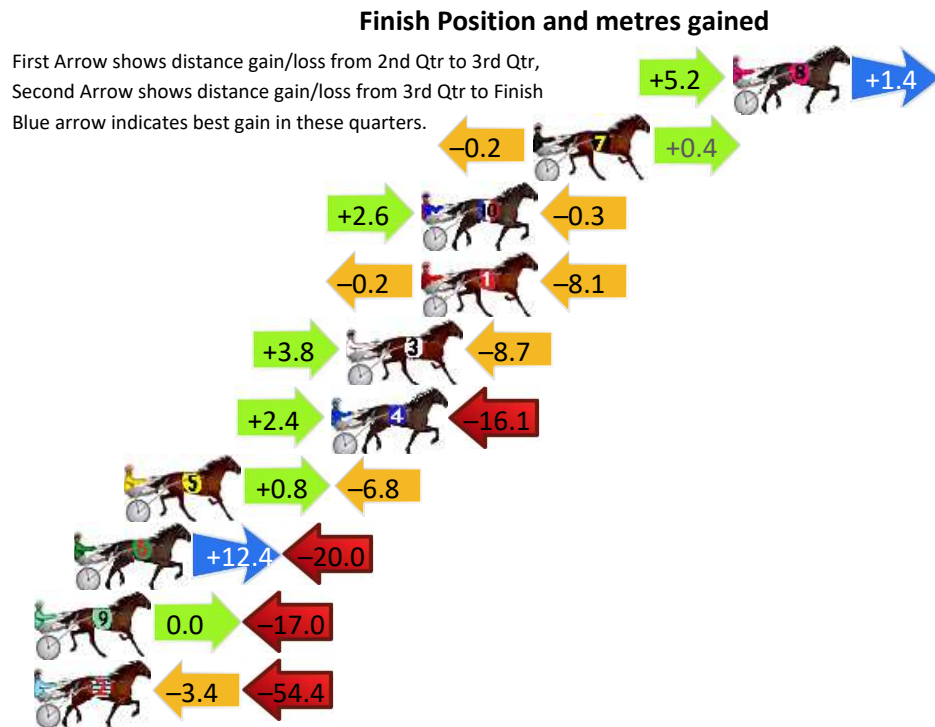 Finish Position and metres gained
First Arrow shows distance gain/loss from 2nd Qtr to 3rd Qtr,
Second Arrow shows distance gain/loss from 3rd Qtr to Finish
Blue arrow indicates best gain in these quarters.
+5.2 8 +1.4
−0.2 7 +0.4
+2.6 10 −0.3
−0.2 1 −8.1
+3.8 3 −8.7
+2.4 4 −16.1
5 +0.8 −6.8
6 +12.4 −20.0
9 0.0 −17.0
2 −3.4 −54.4